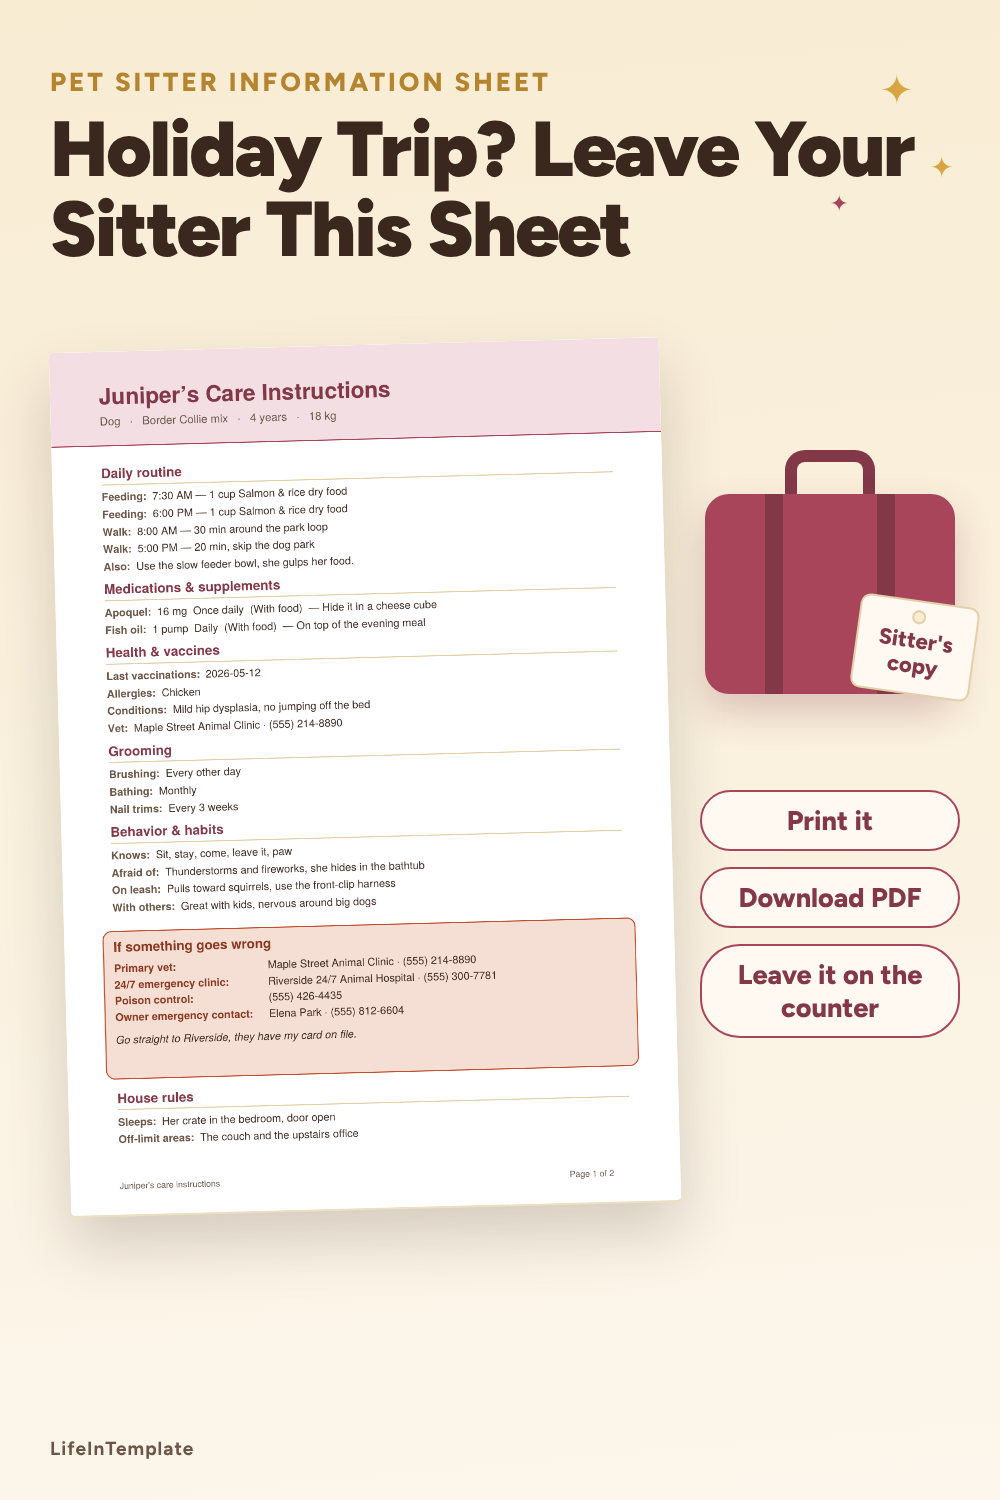 PET SITTER INFORMATION SHEET
Holiday Trip? Leave Your
Sitter This Sheet
Juniper's Care Instructions
Dog · Border Collie mix · 4 years · 18 kg
Daily routine
Feeding: 7:30 AM — 1 cup Salmon & rice dry food
Feeding: 6:00 PM — 1 cup Salmon & rice dry food
Walk: 8:00 AM — 30 min around the park loop
Walk: 5:00 PM — 20 min, skip the dog park
Also: Use the slow feeder bowl, she gulps her food.
Medications & supplements
Apoquel: 16 mg Once daily (With food) — Hide it in a cheese cube
Fish oil: 1 pump Daily (With food) — On top of the evening meal
Health & vaccines
Last vaccinations: 2026-05-12
Allergies: Chicken
Conditions: Mild hip dysplasia, no jumping off the bed
Vet: Maple Street Animal Clinic · (555) 214-8890
Grooming
Brushing: Every other day
Bathing: Monthly
Nail trims: Every 3 weeks
Behavior & habits
Knows: Sit, stay, come, leave it, paw
Afraid of: Thunderstorms and fireworks, she hides in the bathtub
On leash: Pulls toward squirrels, use the front-clip harness
With others: Great with kids, nervous around big dogs
If something goes wrong
Primary vet: Maple Street Animal Clinic · (555) 214-8890
24/7 emergency clinic: Riverside 24/7 Animal Hospital · (555) 300-7781
Poison control: (555) 426-4435
Owner emergency contact: Elena Park · (555) 812-6604
Go straight to Riverside, they have my card on file.
House rules
Sleeps: Her crate in the bedroom, door open
Off-limit areas: The couch and the upstairs office
Juniper's care instructions
Page 1 of 2
Sitter's
copy
Print it
Download PDF
Leave it on the
counter
LifeInTemplate